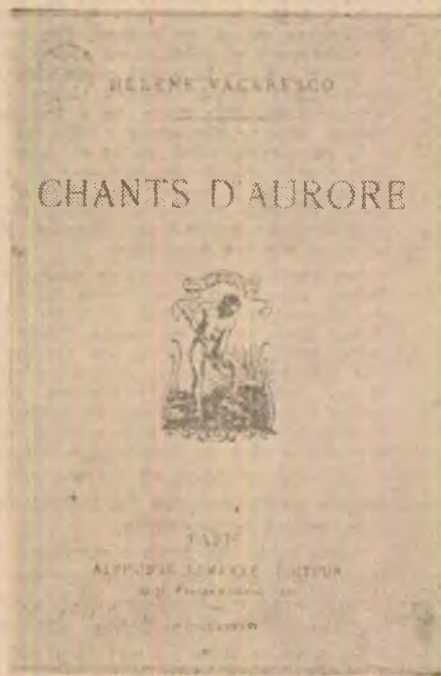 HÉLÈNE VACARESCO
CHANTS D'AURORE
PARIS
ALPHONSE LEMERRE, ÉDITEUR